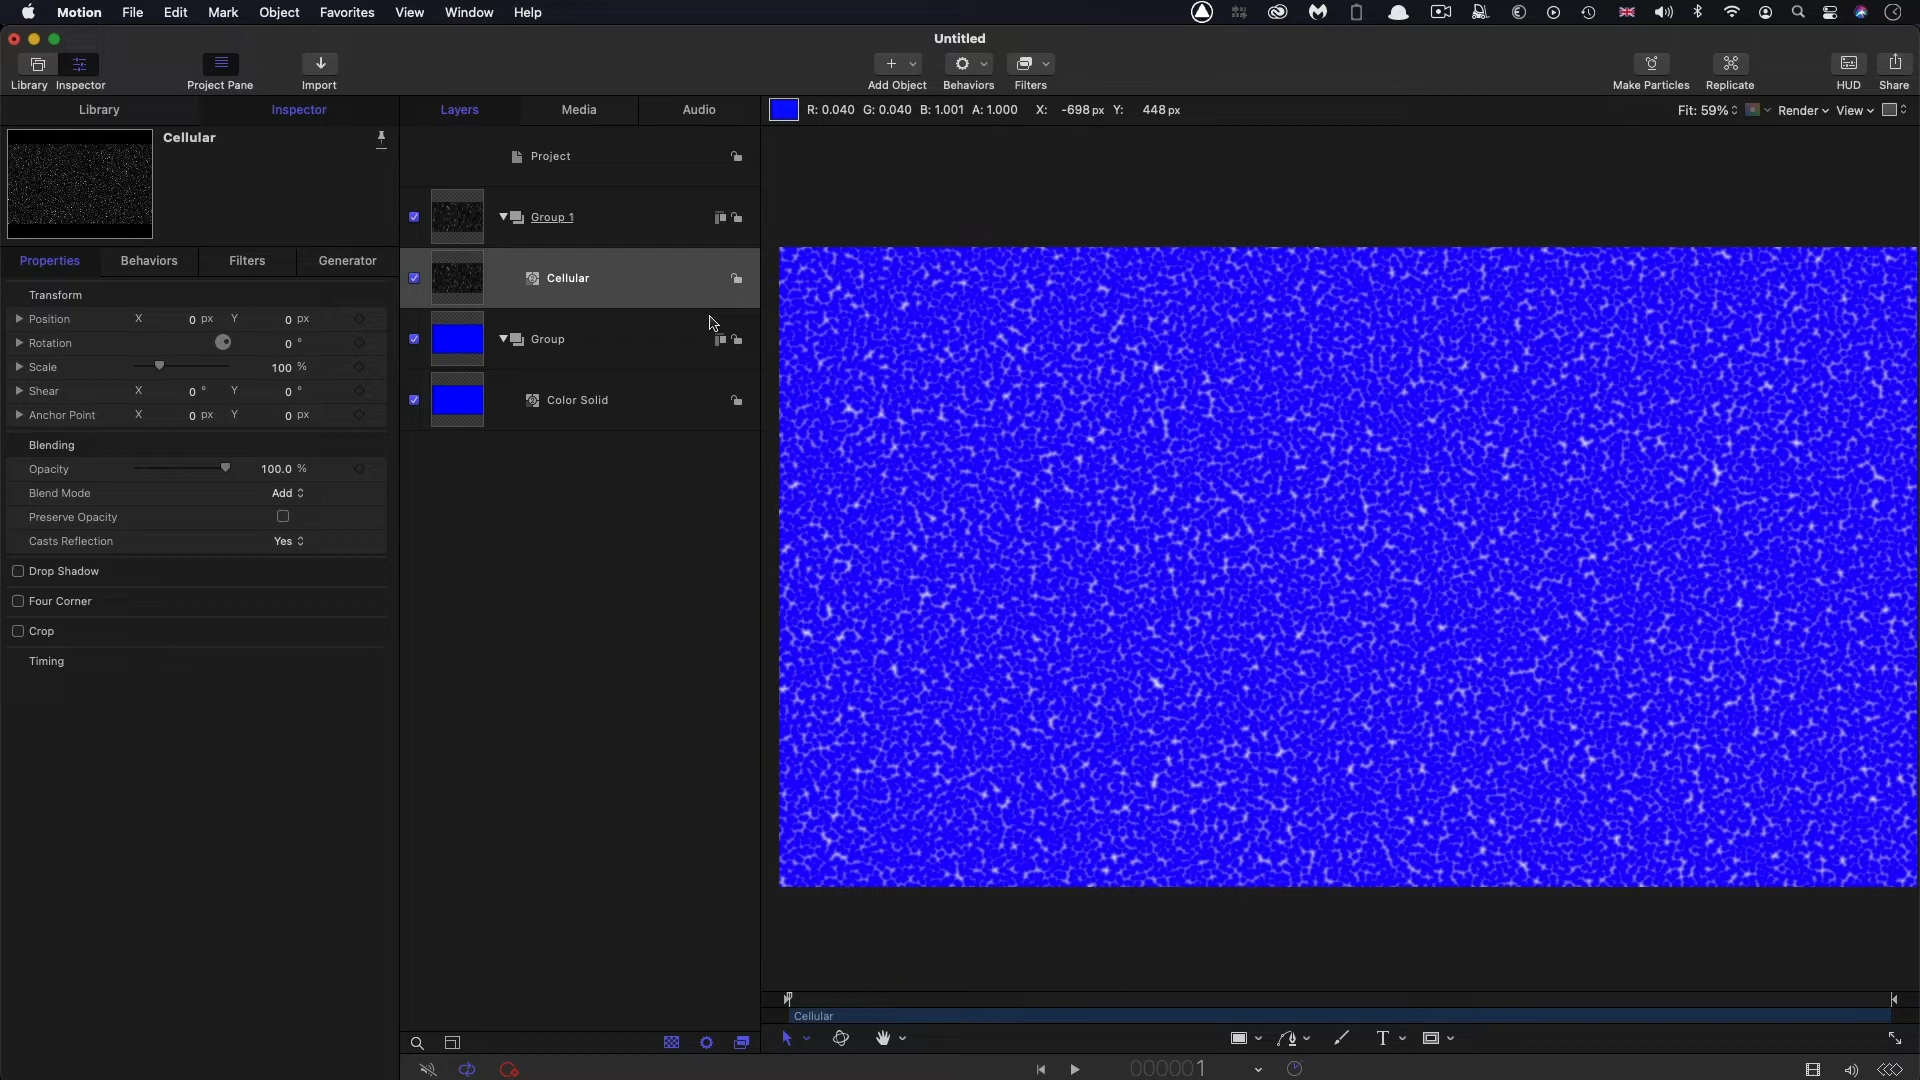 Motion File Edit Mark Object Favorites View Window Help
Untitled
Library Inspector Project Pane Import Add Object Behaviors Filters Make Particles Replicate HUD Share
Library Inspector Layers Media Audio R: 0.040 G: 0.040 B: 1.001 A: 1.000 X: -698 px Y: 448 px Fit: 59% Render View
Cellular
Project
Group 1
Cellular
Group
Color Solid
Properties Behaviors Filters Generator
Transform
Position X 0 px Y 0 px
Rotation 0 °
Scale 100 %
Shear X 0 ° Y 0 °
Anchor Point X 0 px Y 0 px
Blending
Opacity 100.0 %
Blend Mode Add
Preserve Opacity
Casts Reflection Yes
Drop Shadow
Four Corner
Crop
Timing
Cellular
T
000001